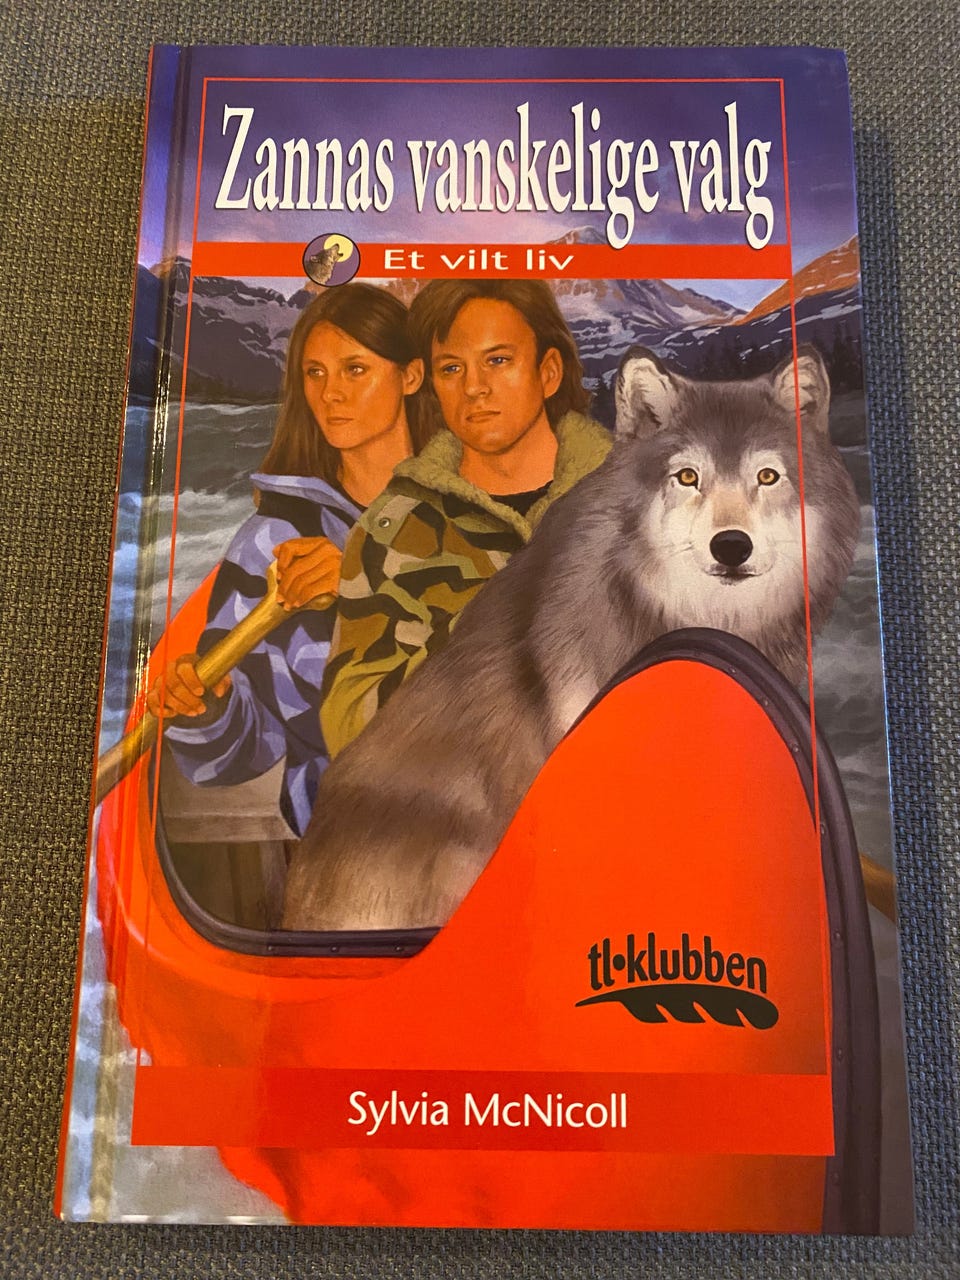 Zannas vanskelige valg
Et vilt liv
tl•klubben
Sylvia McNicoll